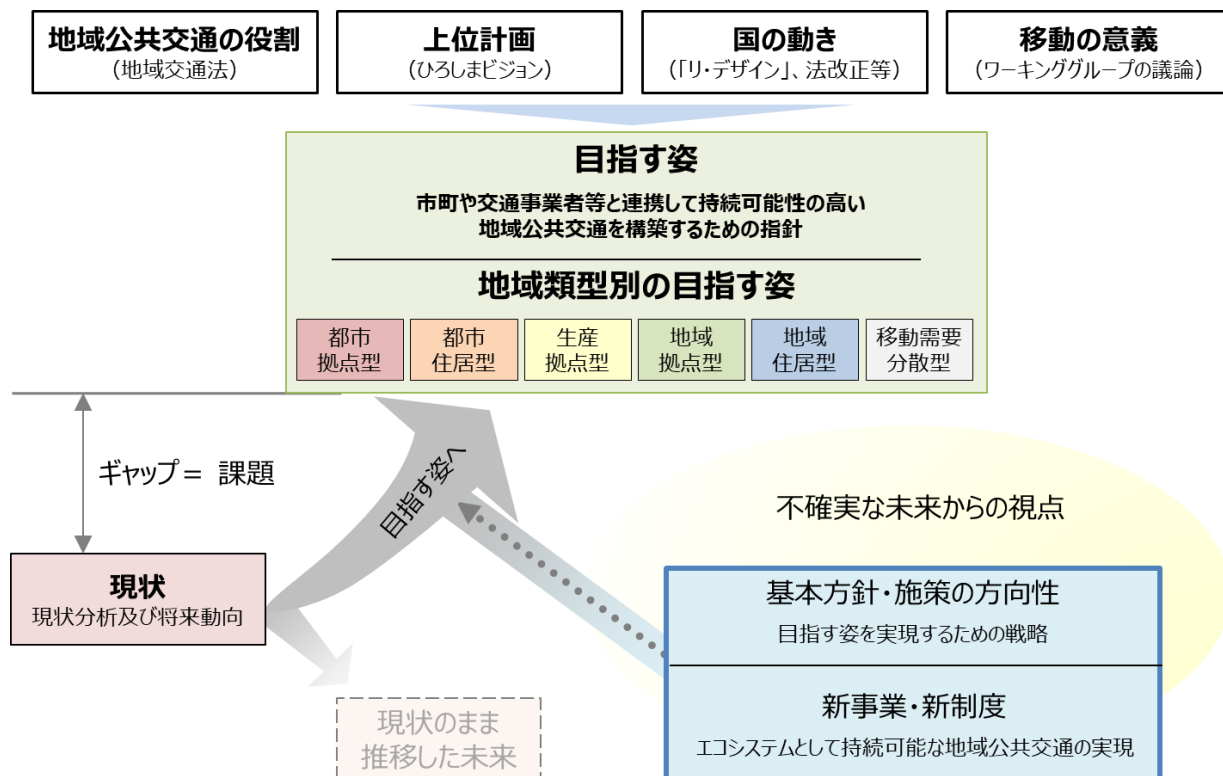 地域公共交通の役割
(地域交通法)
上位計画
(ひろしまビジョン)
国の動き
(「リ・デザイン」、法改正等)
移動の意義
(ワーキンググループの議論)
目指す姿
市町や交通事業者等と連携して持続可能性の高い
地域公共交通を構築するための指針
地域類型別の目指す姿
都市
拠点型
都市
住居型
生産
拠点型
地域
拠点型
地域
住居型
移動需要
分散型
ギャップ= 課題
目指す姿へ
不確実な未来からの視点
現状
現状分析及び将来動向
基本方針・施策の方向性
目指す姿を実現するための戦略
新事業・新制度
エコシステムとして持続可能な地域公共交通の実現
現状のまま
推移した未来